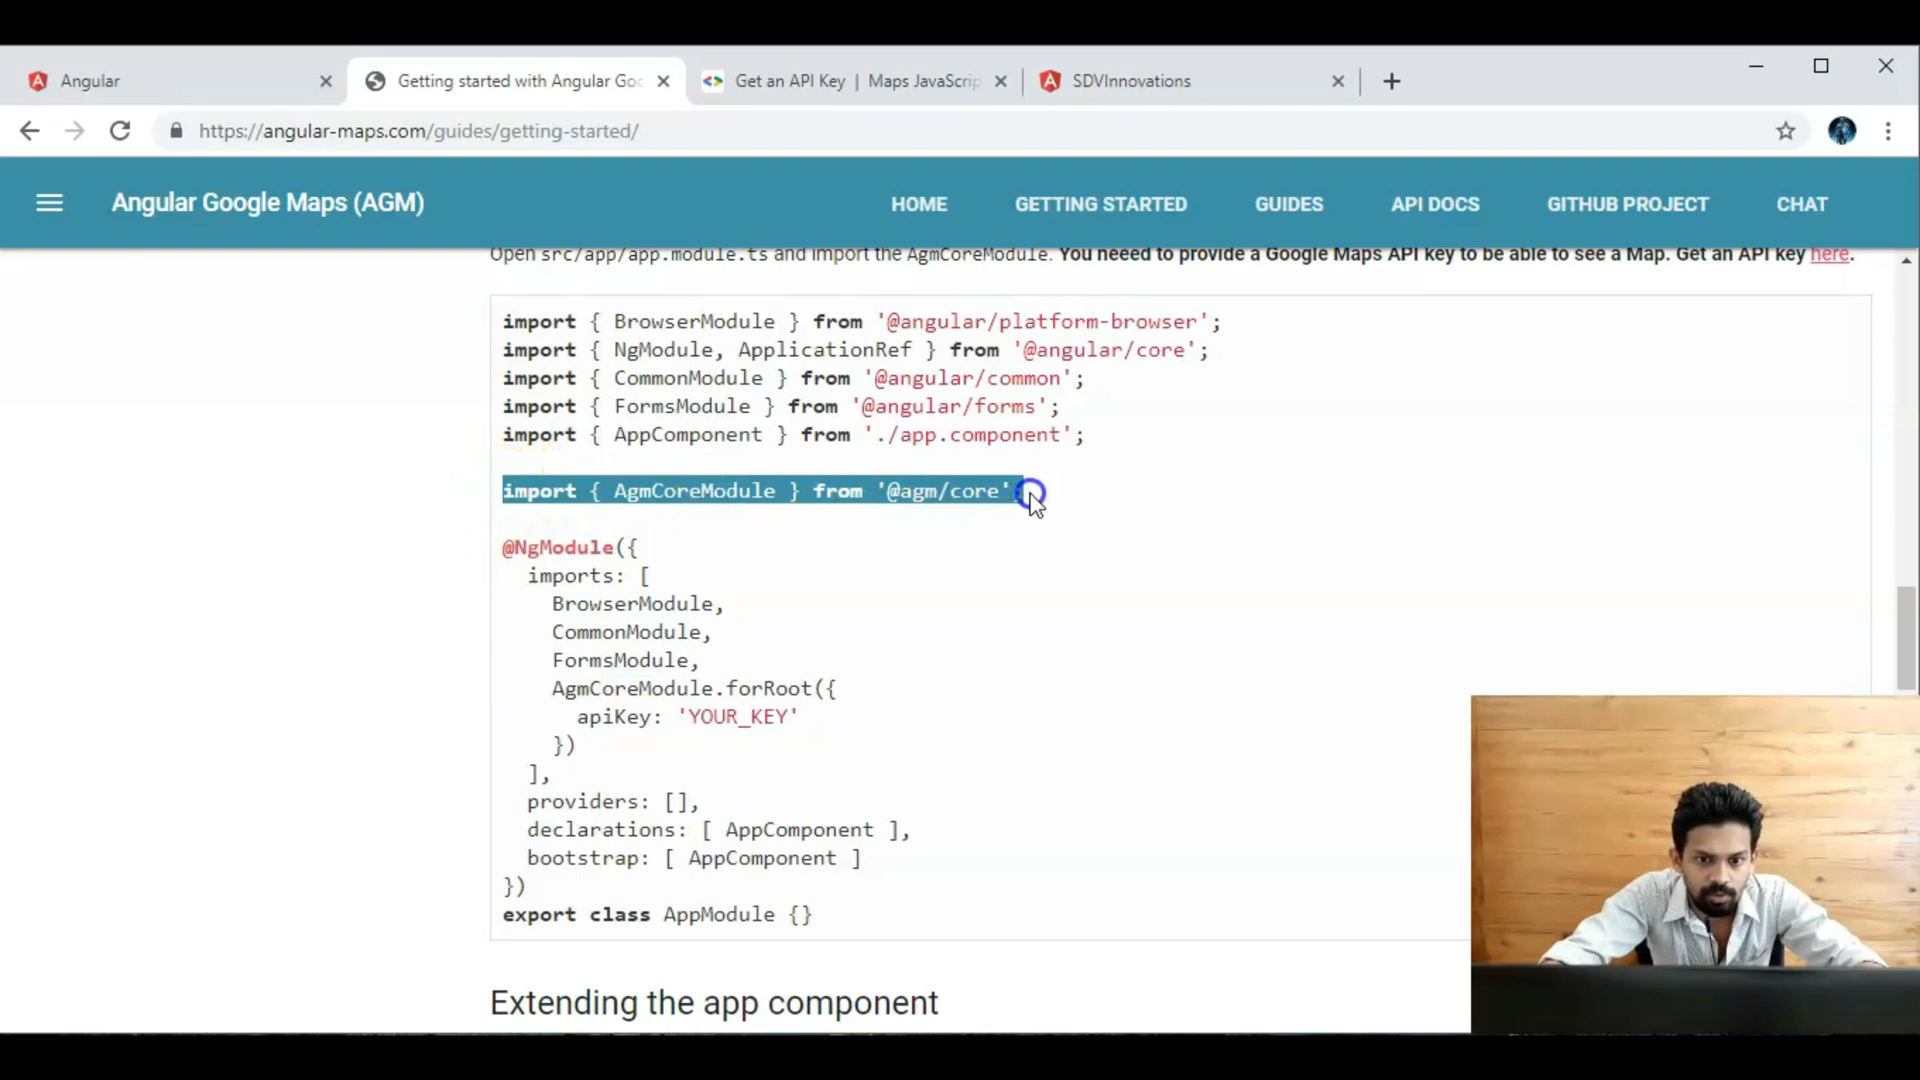 Angular
Getting started with Angular Goo
Get an API Key | Maps JavaScrip
SDVInnovations
https://angular-maps.com/guides/getting-started/
Angular Google Maps (AGM)
HOME
GETTING STARTED
GUIDES
API DOCS
GITHUB PROJECT
CHAT
Open src/app/app.module.ts and import the AgmCoreModule. You neeed to provide a Google Maps API key to be able to see a Map. Get an API key here.
import { BrowserModule } from '@angular/platform-browser';
import { NgModule, ApplicationRef } from '@angular/core';
import { CommonModule } from '@angular/common';
import { FormsModule } from '@angular/forms';
import { AppComponent } from './app.component';
import { AgmCoreModule } from '@agm/core';
@NgModule({
imports: [
BrowserModule,
CommonModule,
FormsModule,
AgmCoreModule.forRoot({
apiKey: 'YOUR_KEY'
})
],
providers: [],
declarations: [ AppComponent ],
bootstrap: [ AppComponent ]
})
export class AppModule {}
Extending the app component